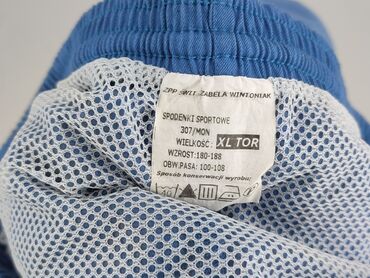 ZPP SWIT IZABELA WINTONIAK
SPODENKI SPORTOWE
307/MON
WIELKOŚĆ: XL TOR
WZROST:180-188
OBW.PASA: 100-108
Sposób konserwacji wyrobu: